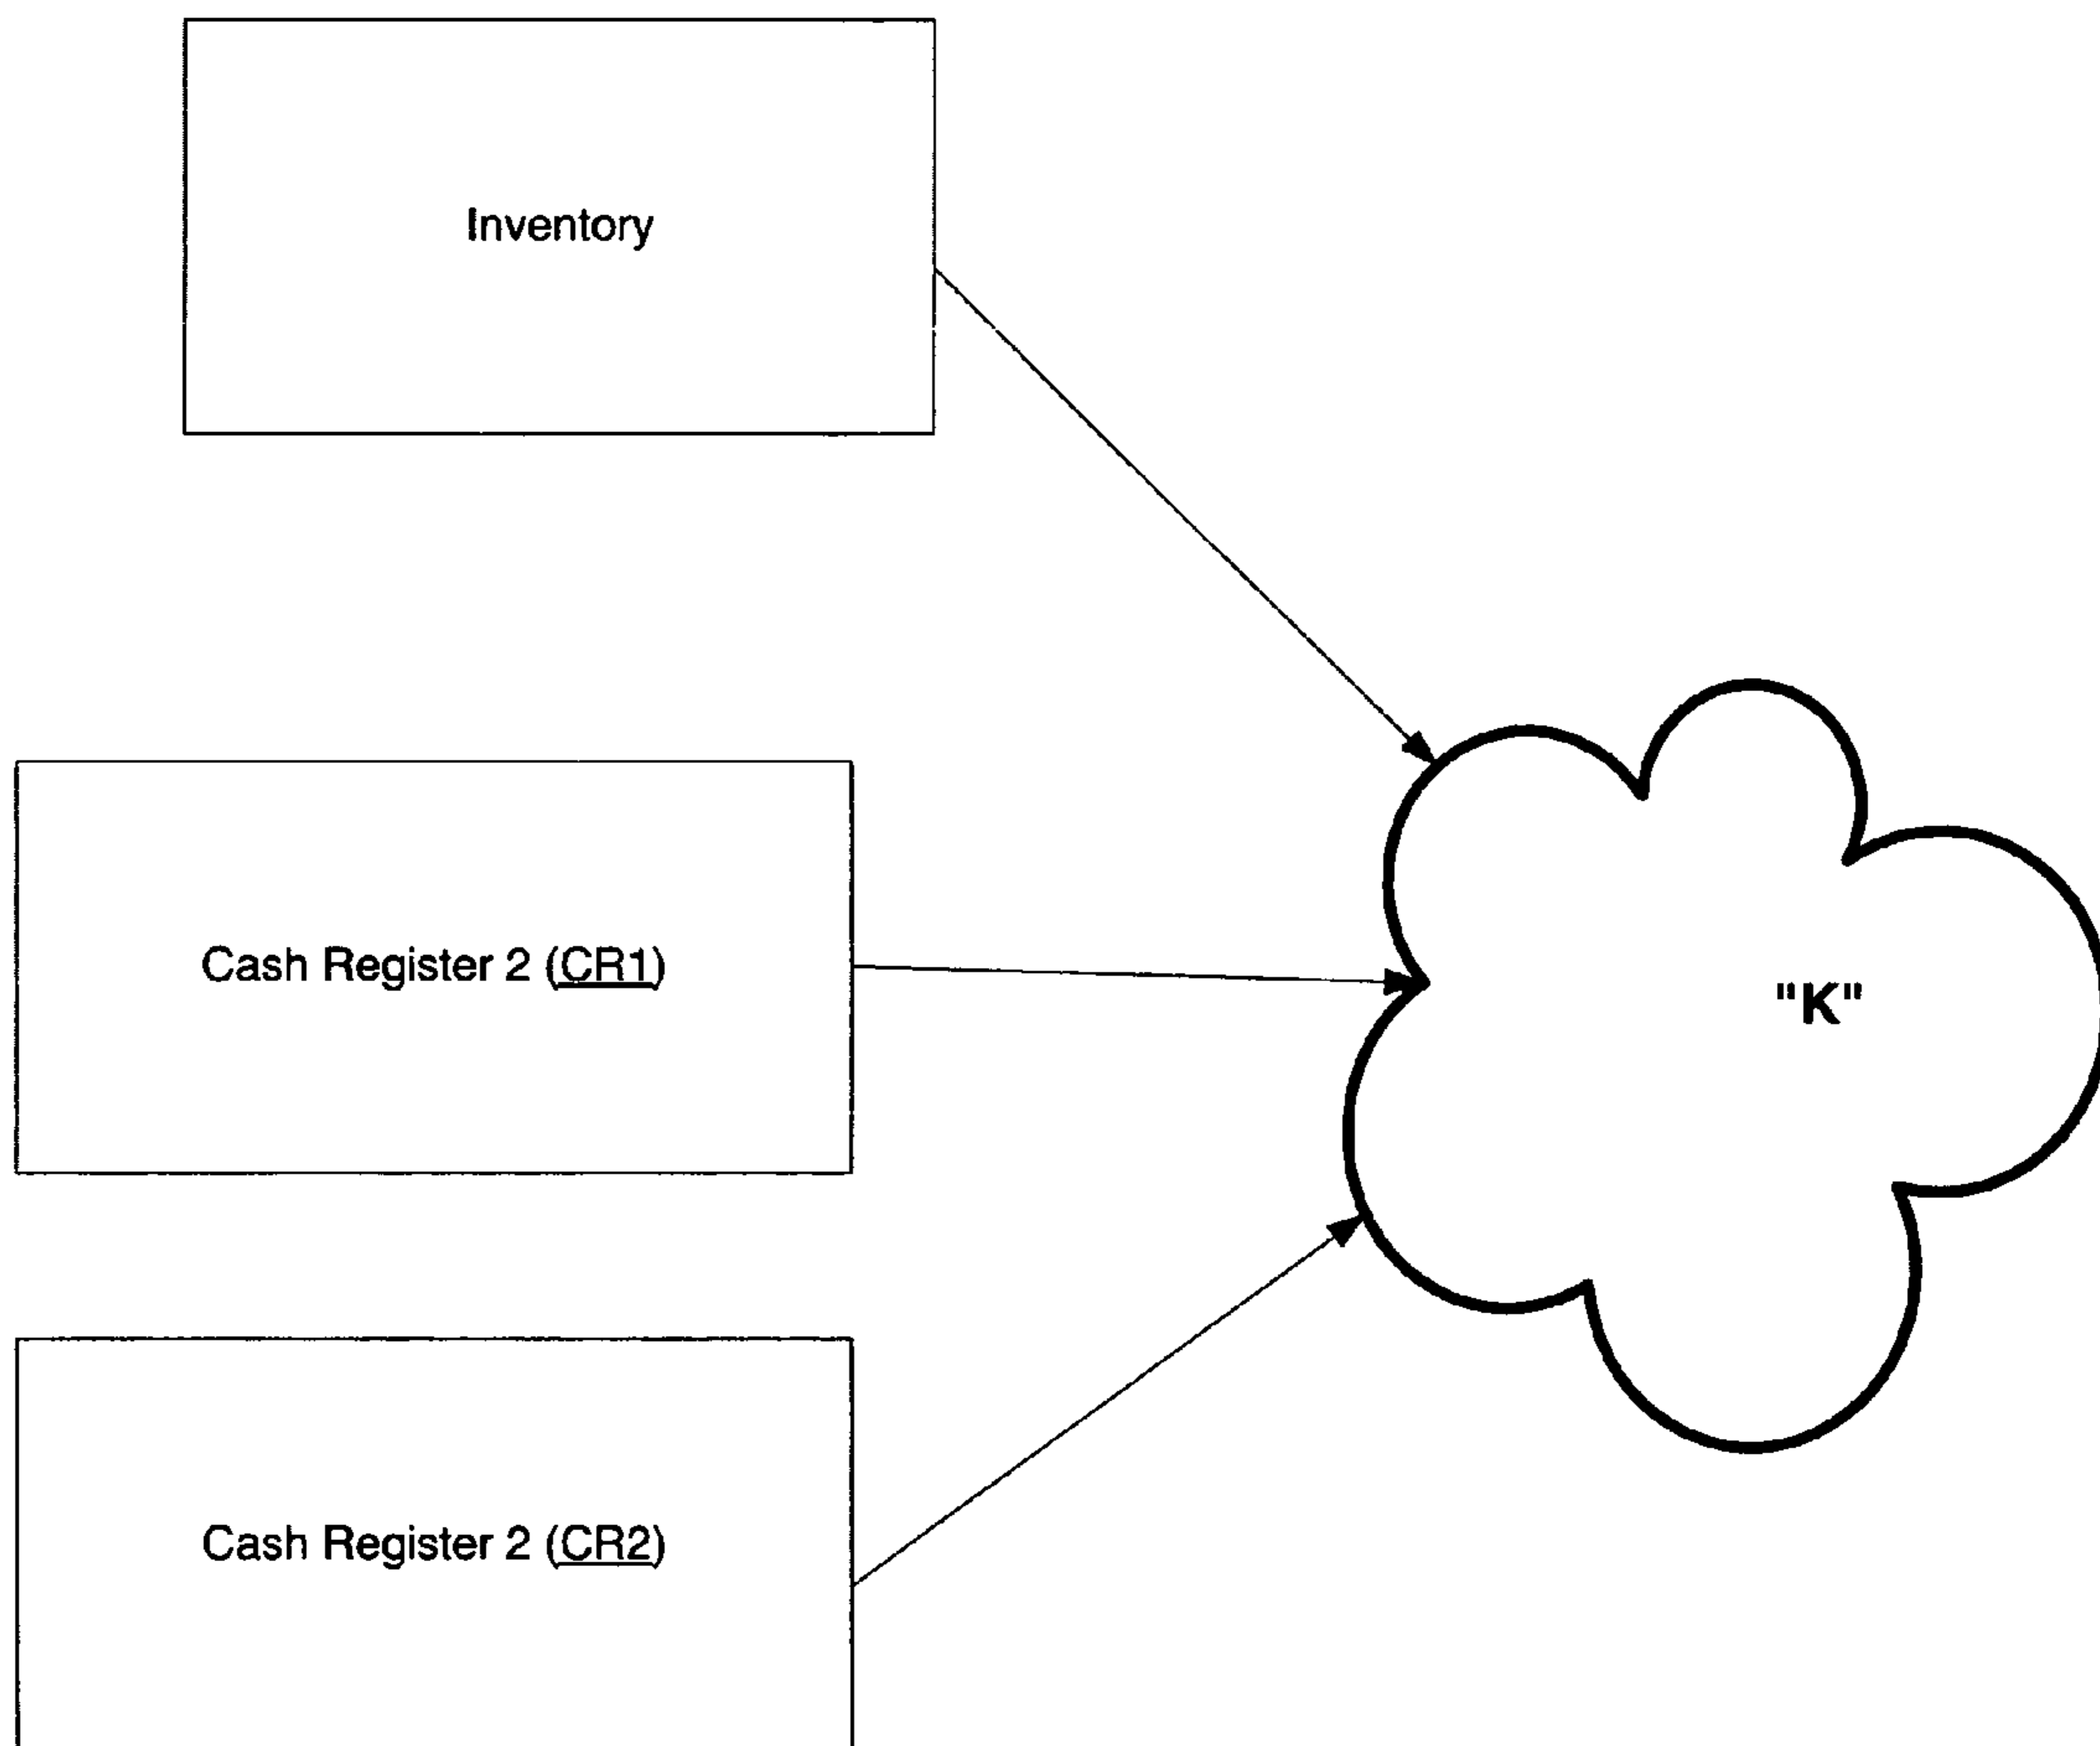 Inventory
Cash Register 2 (CR1)
"K"
Cash Register 2 (CR2)